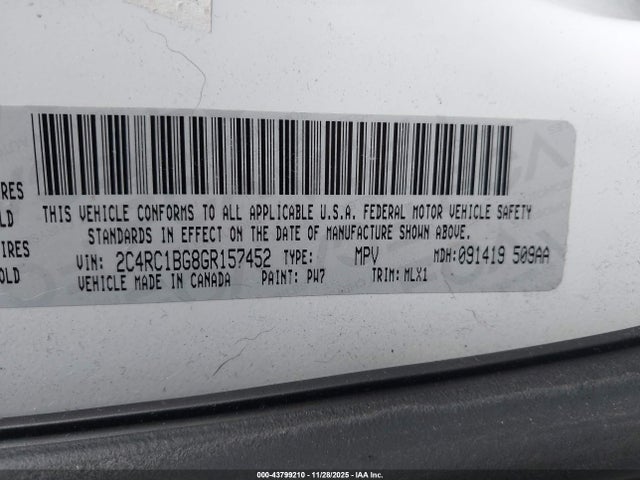 IRES
OLD
IRES
OLD
THIS VEHICLE CONFORMS TO ALL APPLICABLE U.S.A. FEDERAL MOTOR VEHICLE SAFETY
STANDARDS IN EFFECT ON THE DATE OF MANUFACTURE SHOWN ABOVE.
VIN: 2C4RC1BG8GR157452 TYPE: MPV MDH: 091419 509AA
VEHICLE MADE IN CANADA PAINT: PW7 TRIM: MLX1
000-43799210 - 11/28/2025 - IAA Inc.